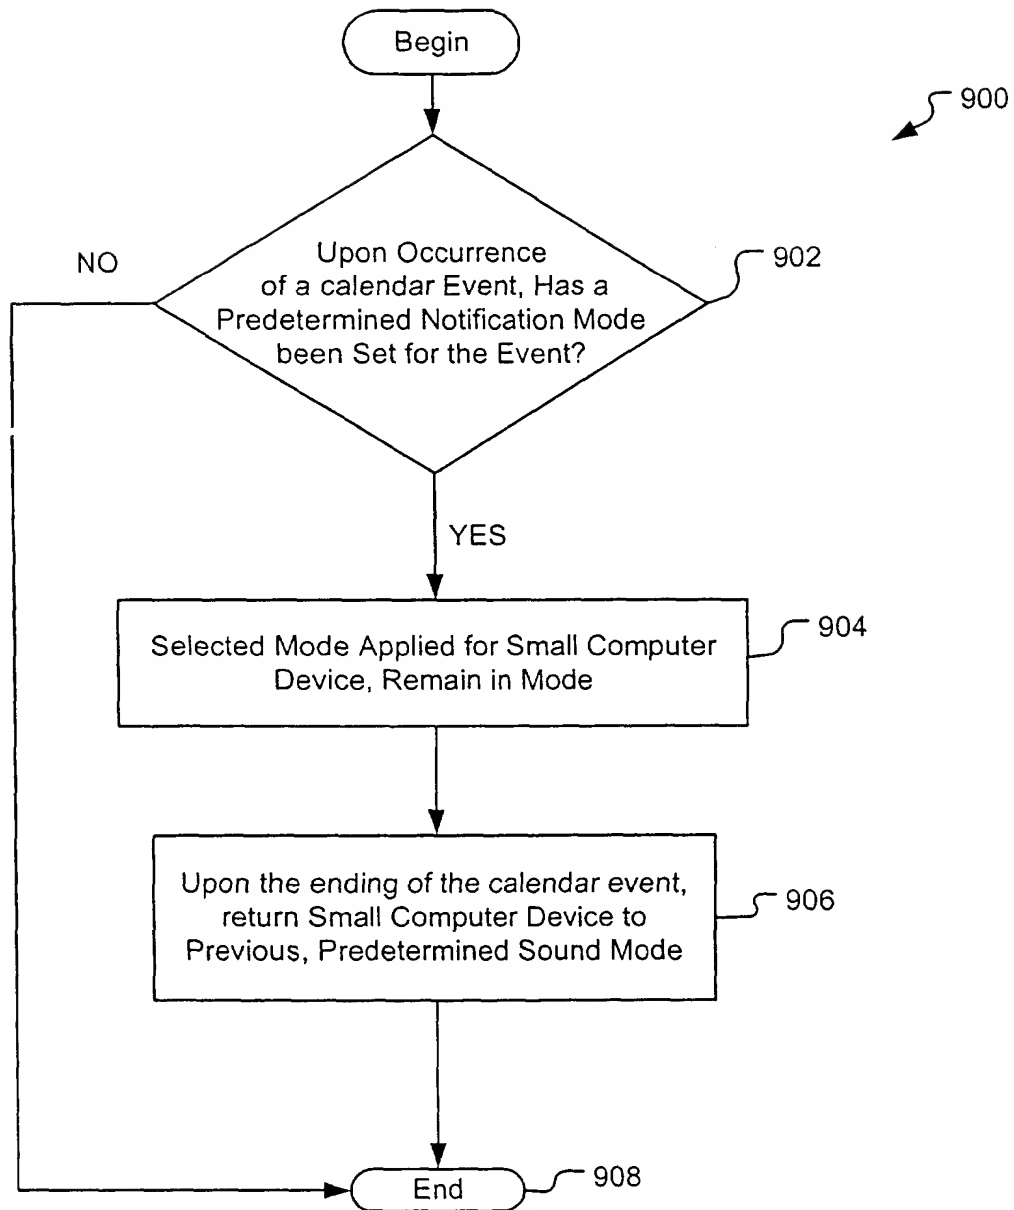 Begin
900
Upon Occurrence
of a calendar Event, Has a
Predetermined Notification Mode
been Set for the Event?
902
NO
YES
Selected Mode Applied for Small Computer
Device, Remain in Mode
904
Upon the ending of the calendar event,
return Small Computer Device to
Previous, Predetermined Sound Mode
906
End
908